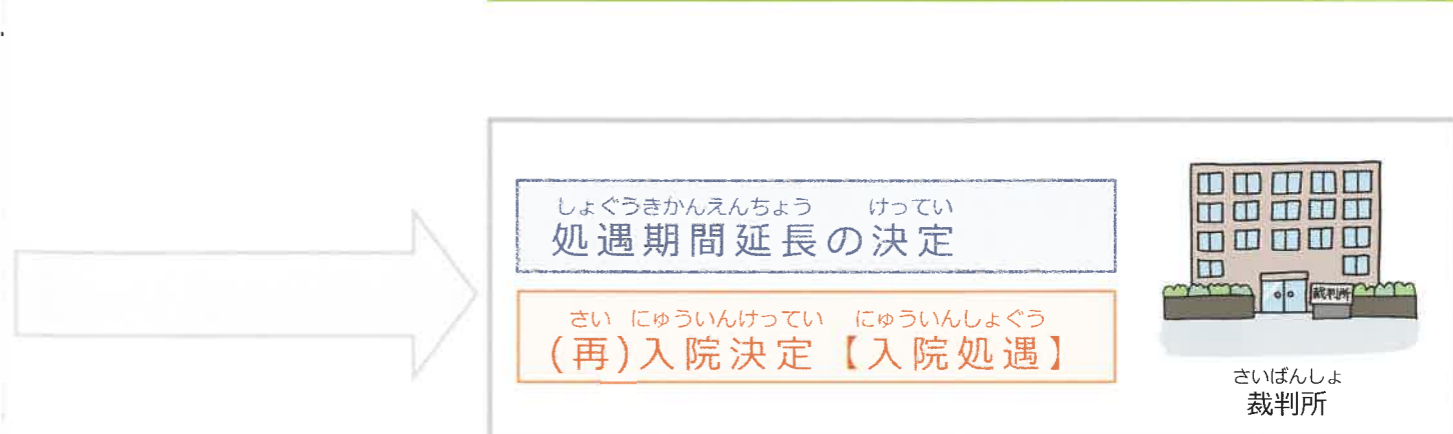 しょぐうきかんえんちょう けってい
処遇期間延長の決定
さい にゅういんけってい にゅういんしょぐう
(再)入院決定【入院処遇】
裁判所
さいばんしょ
裁判所